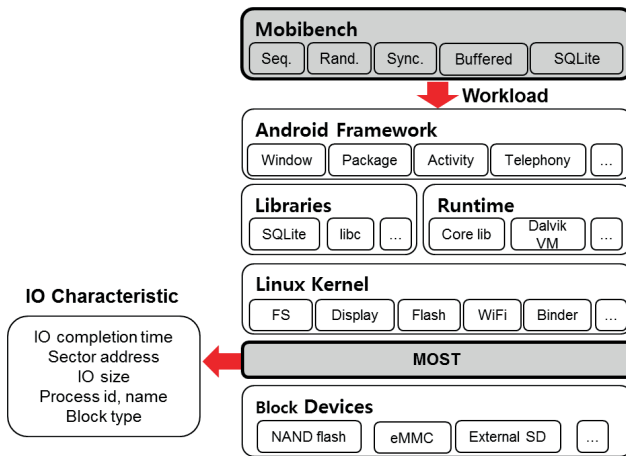 Mobibench
Seq. Rand. Sync. Buffered SQLite
Workload
Android Framework
Window Package Activity Telephony ...
Libraries
SQLite libc ...
Runtime
Core lib Dalvik VM ...
Linux Kernel
FS Display Flash WiFi Binder ...
IO Characteristic
IO completion time
Sector address
IO size
Process id, name
Block type
MOST
Block Devices
NAND flash eMMC External SD ...